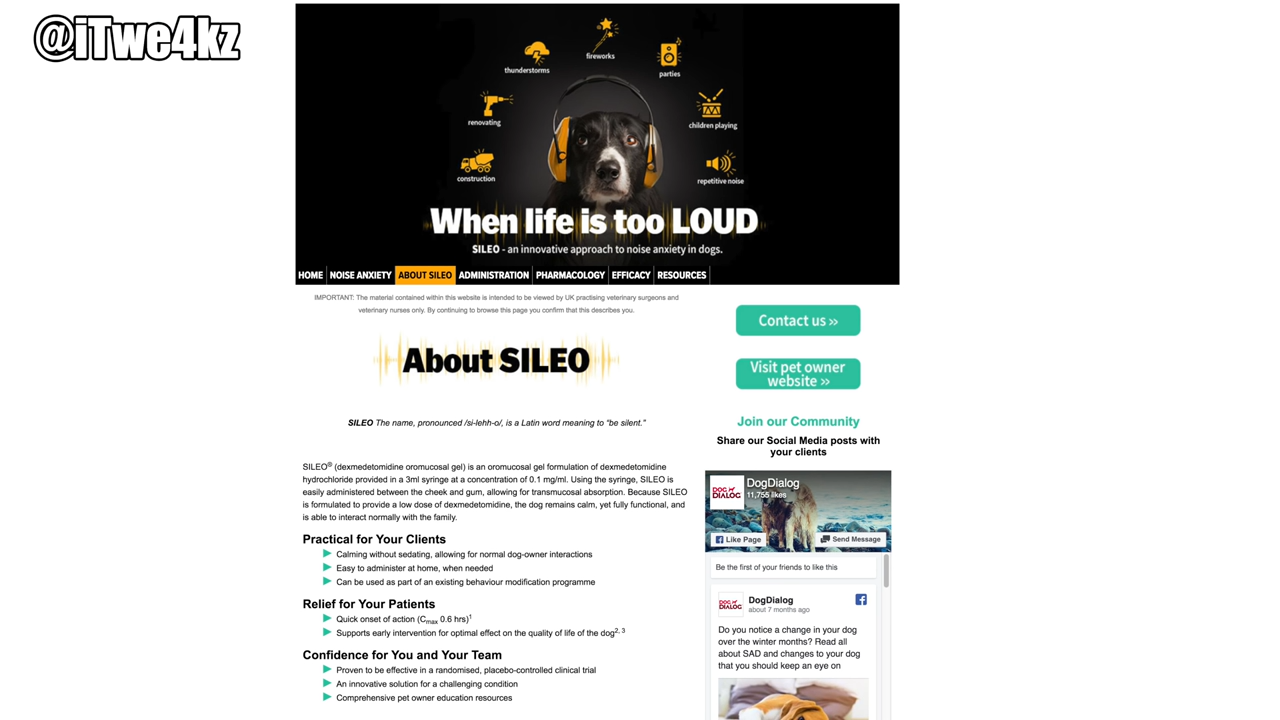 @iTwe4kz
fireworks
thunderstorms
parties
renovating
children playing
construction
repetitive noise
When life is too LOUD
SILEO - an innovative approach to noise anxiety in dogs.
HOME NOISE ANXIETY ABOUT SILEO ADMINISTRATION PHARMACOLOGY EFFICACY RESOURCES
IMPORTANT: The material contained within this website is intended to be viewed by UK practising veterinary surgeons and
veterinary nurses only. By continuing to browse this page you confirm that this describes you.
About SILEO
SILEO The name, pronounced /si-lehh-o/, is a Latin word meaning to “be silent.”
SILEO® (dexmedetomidine oromucosal gel) is an oromucosal gel formulation of dexmedetomidine
hydrochloride provided in a 3ml syringe at a concentration of 0.1 mg/ml. Using the syringe, SILEO is
easily administered between the cheek and gum, allowing for transmucosal absorption. Because SILEO
is formulated to provide a low dose of dexmedetomidine, the dog remains calm, yet fully functional, and
is able to interact normally with the family.
Practical for Your Clients
Calming without sedating, allowing for normal dog-owner interactions
Easy to administer at home, when needed
Can be used as part of an existing behaviour modification programme
Relief for Your Patients
Quick onset of action (Cmax 0.6 hrs)1
Supports early intervention for optimal effect on the quality of life of the dog2, 3
Confidence for You and Your Team
Proven to be effective in a randomised, placebo-controlled clinical trial
An innovative solution for a challenging condition
Comprehensive pet owner education resources
Contact us »
Visit pet owner
website »
Join our Community
Share our Social Media posts with
your clients
DOG DIALOG
DogDialog
11,755 likes
Like Page
Send Message
Be the first of your friends to like this
DOG DIALOG
DogDialog
about 7 months ago
Do you notice a change in your dog
over the winter months? Read all
about SAD and changes to your dog
that you should keep an eye on